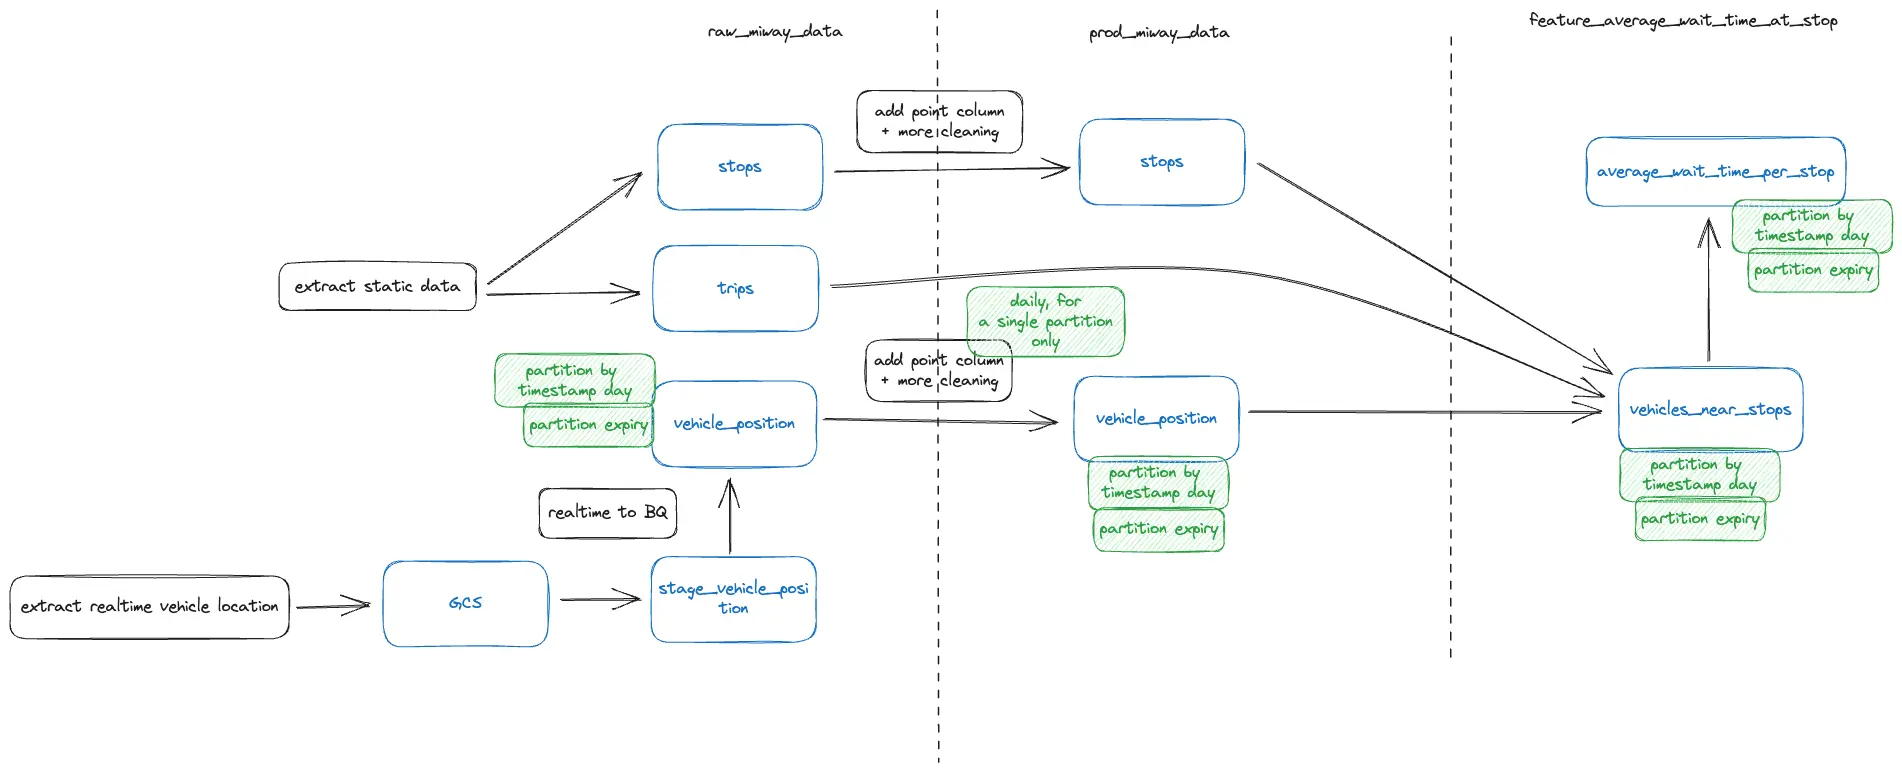 raw_miway_data
prod_miway_data
feature_average_wait_time_at_stop
add point column
+ more cleaning
stops
stops
average_wait_time_per_stop
partition by
timestamp day
partition expiry
extract static data
trips
daily, for
a single partition
only
add point column
+ more cleaning
partition by
timestamp day
partition expiry
vehicle_position
vehicle_position
partition by
timestamp day
partition expiry
vehicles_near_stops
partition by
timestamp day
partition expiry
realtime to BQ
extract realtime vehicle location
GCS
stage_vehicle_posi
tion